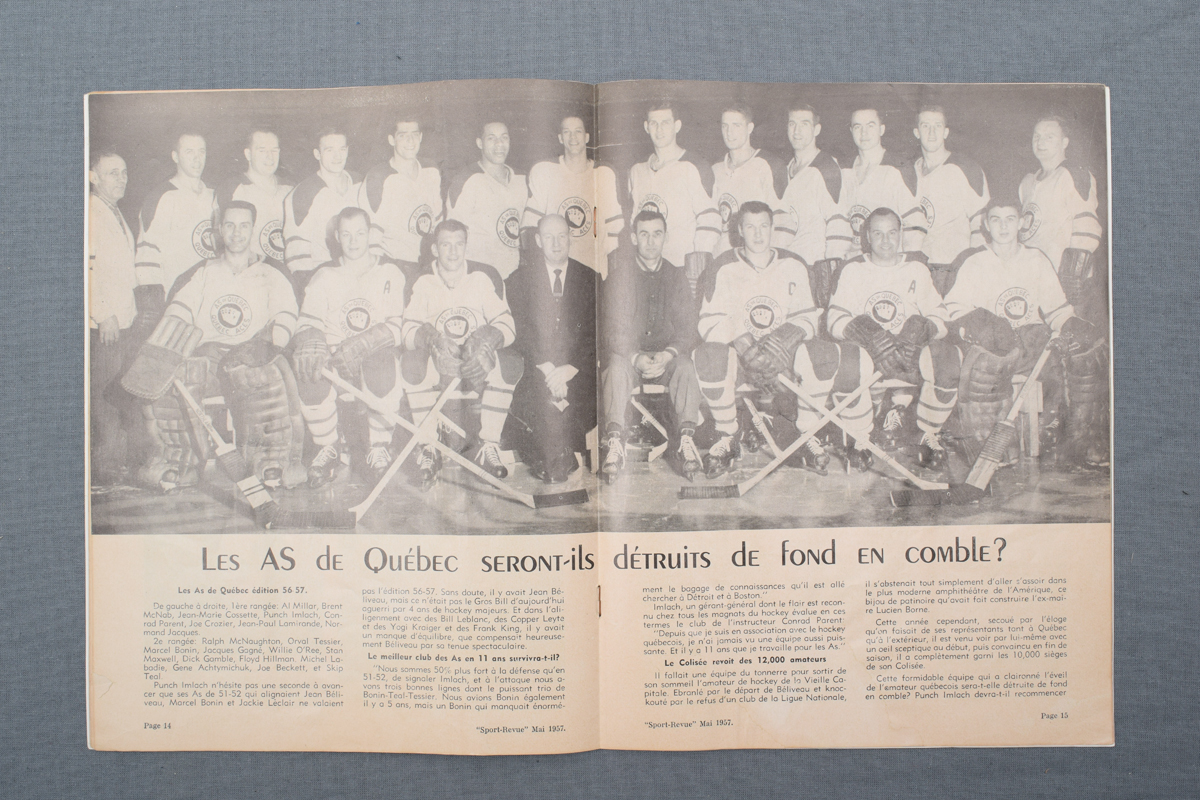 Les AS de Québec seront-ils détruits de fond en comble?
Les As de Québec édition 56-57.
De gauche à droite, 1ère rangée: Al Millar, Brent
McNab, Jean-Marie Cossette, Punch Imlach, Con-
rad Parent, Joe Crozier, Jean-Paul Lamirande, Nor-
mand Jacques.
2e rangée: Ralph McNaughton, Orval Tessier,
Marcel Bonin, Jacques Gagné, Willie O'Ree, Stan
Maxwell, Dick Gamble, Floyd Hillman, Michel La-
badie, Gene Achtymichuk, Joe Beckett, et Skip
Teal.
Punch Imlach n'hésite pas une seconde à avan-
cer que ses As de 51-52 qui alignaient Jean Béli-
veau, Marcel Bonin et Jackie Leclair ne valaient
pas l'édition 56-57. Sans doute, il y avait Jean Bé-
liveau, mais ce n'était pas le Gros Bill d'aujourd'hui
aguerri par 4 ans de hockey majeurs. Et dans l'ali-
gnement avec des Bill Leblanc, des Copper Leyte
et des Yogi Kraiger et des Frank King, il y avait
un manque d'équilibre, que compensait heureuse-
ment Béliveau par sa tenue spectaculaire.
Le meilleur club des As en 11 ans survivra-t-il?
"Nous sommes 50% plus fort à la défense qu'en
51-52, de signaler Imlach, et à l'attaque nous a-
vons trois bonnes lignes dont le puissant trio de
Bonin-Teal-Tessier. Nous avions Bonin également
il y a 5 ans, mais un Bonin qui manquait énormé-
ment le bagage de connaissances qu'il est allé
chercher à Détroit et à Boston."
Imlach, un gérant-général dont le flair est recon-
nu chez tous les magnats du hockey évalue en ces
termes le club de l'instructeur Conrad Parent:
"Depuis que je suis en association avec le hockey
québecois, je n'ai jamais vu une équipe aussi puis-
sante. Et il y a 11 ans que je travaille pour les As."
Le Colisée revoit des 12,000 amateurs
Il fallait une équipe du tonnerre pour sortir de
son sommeil l'amateur de hockey de la Vieille Ca-
pitale. Ebranlé par le départ de Béliveau et knoc-
kouté par le refus d'un club de la Ligue Nationale,
il s'abstenait tout simplement d'aller s'assoir dans
le plus moderne amphithéâtre de l'Amérique, ce
bijou de patinoire qu'avait fait construire l'ex-mai-
re Lucien Borne.
Cette année cependant, secoué par l'éloge
qu'on faisait de ses représentants tant à Québec
qu'à l'extérieur, il est venu voir par lui-même avec
un oeil sceptique au début, puis convaincu en fin de
saison, il a complètement garni les 10,000 sièges
de son Colisée.
Cette formidable équipe qui a claironné l'éveil
de l'amateur québecois sera-t-elle détruite de fond
en comble? Punch Imlach devra-t-il recommencer
Page 14
"Sport-Revue" Mai 1957.
"Sport-Revue" Mai 1957.
Page 15